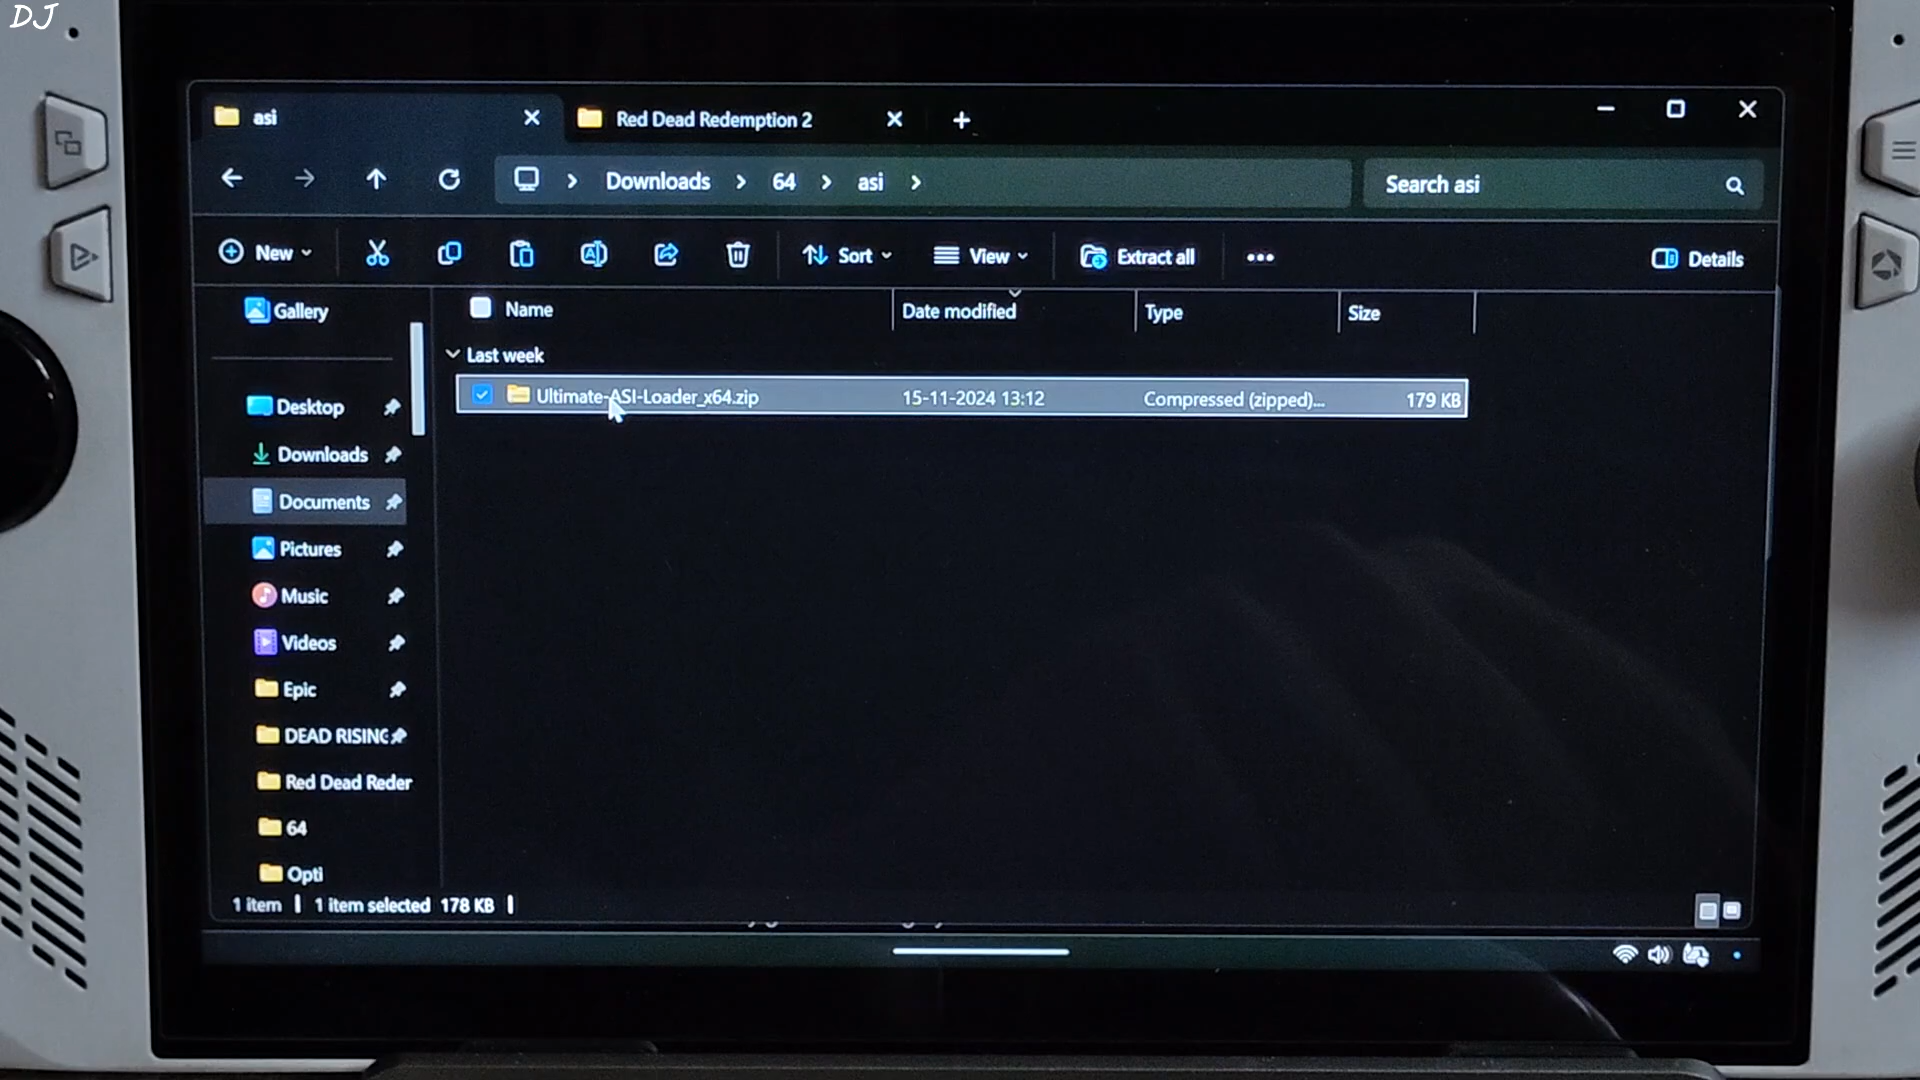 DJ
asi
Red Dead Redemption 2
Downloads > 64 > asi >
Search asi
New
Sort
View
Extract all
Details
Name
Date modified
Type
Size
Last week
Ultimate-ASI-Loader_x64.zip
15-11-2024 13:12
Compressed (zipped)...
179 KB
Gallery
Desktop
Downloads
Documents
Pictures
Music
Videos
Epic
DEAD RISING
Red Dead Reder
64
Opti
1 item
1 item selected 178 KB